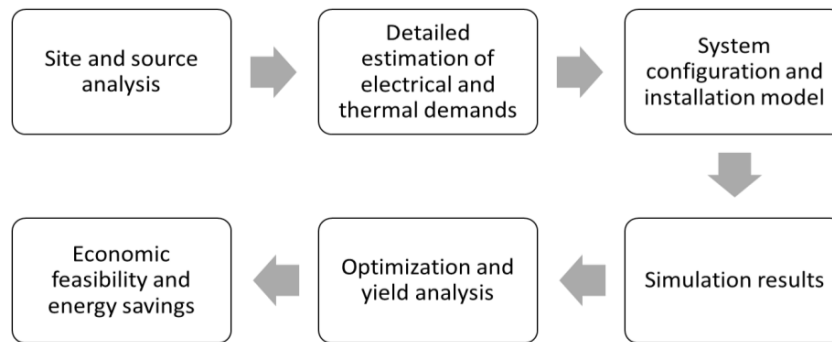 Site and source
analysis
Detailed
estimation of
electrical and
thermal demands
System
configuration and
installation model
Simulation results
Optimization and
yield analysis
Economic
feasibility and
energy savings